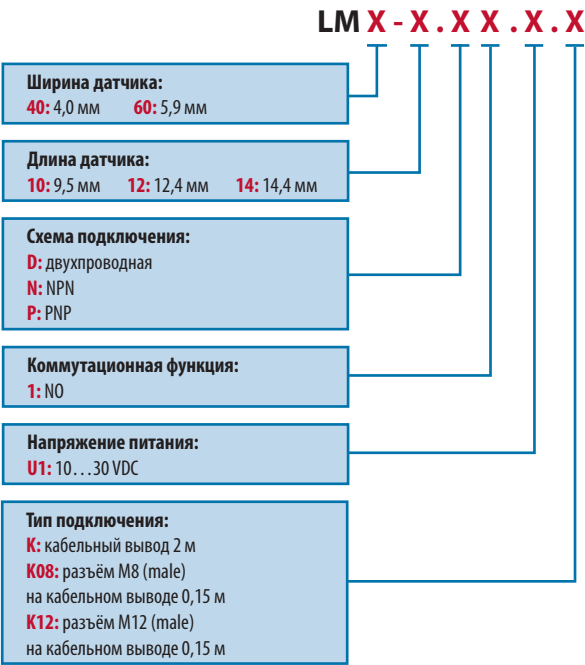 LM X - X . X X . X . X
Ширина датчика:
40: 4,0 мм 60: 5,9 мм
Длина датчика:
10: 9,5 мм 12: 12,4 мм 14: 14,4 мм
Схема подключения:
D: двухпроводная
N: NPN
P: PNP
Коммутационная функция:
1: NO
Напряжение питания:
U1: 10...30 VDC
Тип подключения:
K: кабельный вывод 2 м
K08: разъём M8 (male)
на кабельном выводе 0,15 м
K12: разъём M12 (male)
на кабельном выводе 0,15 м